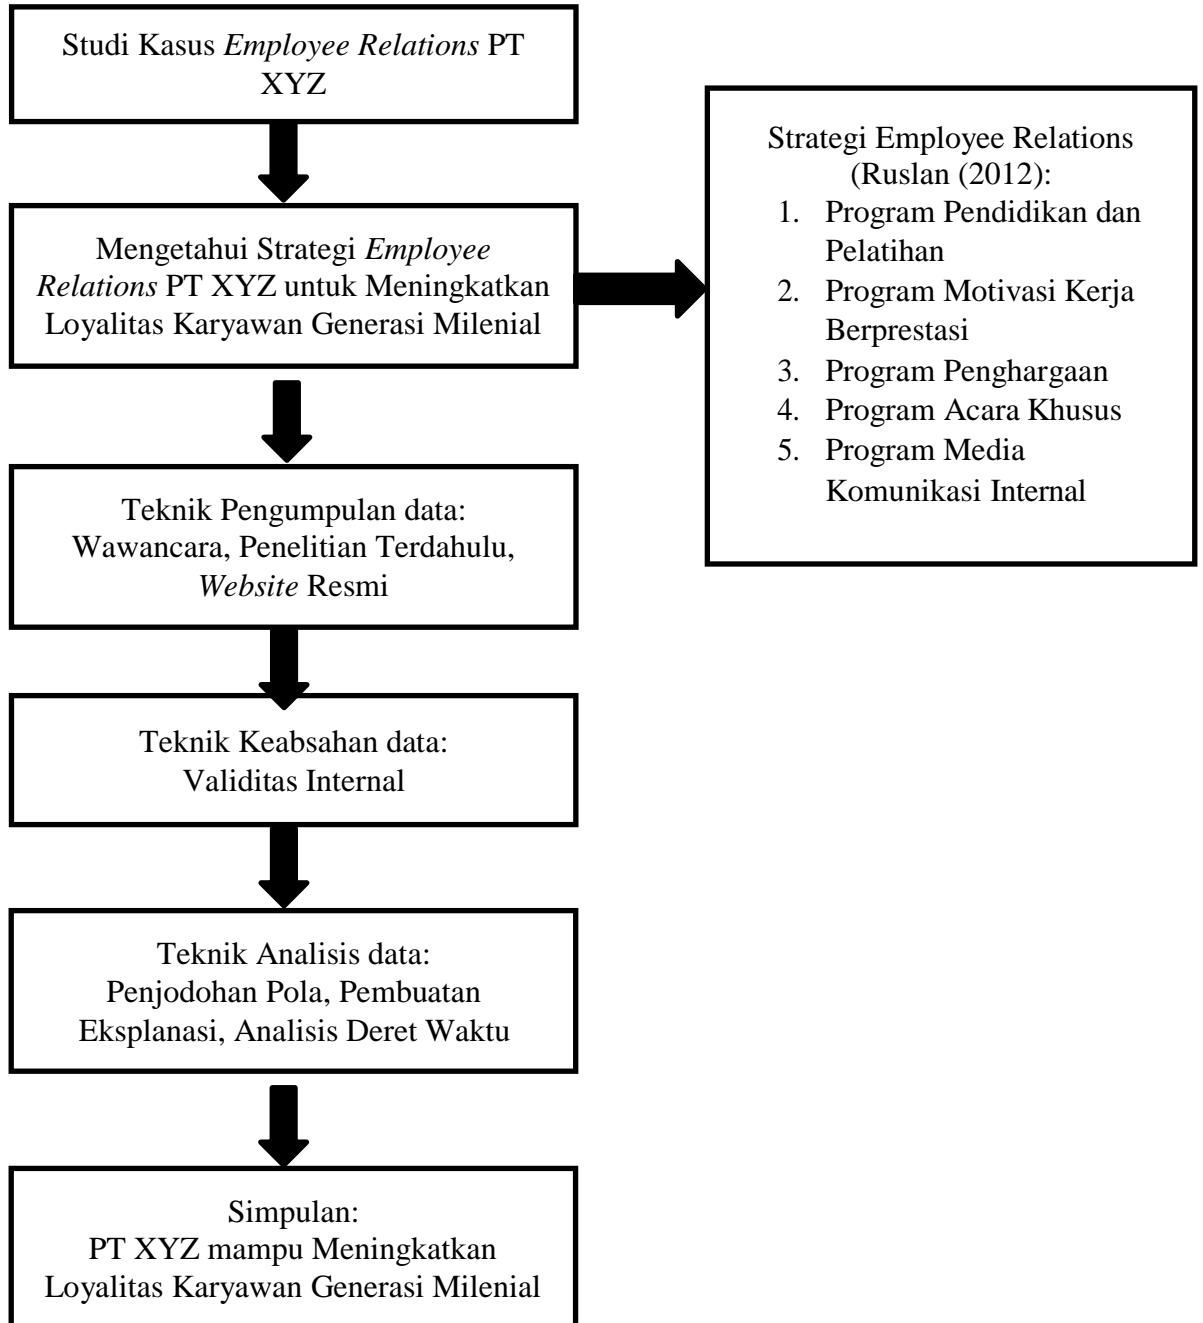 Studi Kasus Employee Relations PT
XYZ
Mengetahui Strategi Employee
Relations PT XYZ untuk Meningkatkan
Loyalitas Karyawan Generasi Milenial
Strategi Employee Relations
(Ruslan (2012):
1. Program Pendidikan dan
Pelatihan
2. Program Motivasi Kerja
Berprestasi
3. Program Penghargaan
4. Program Acara Khusus
5. Program Media
Komunikasi Internal
Teknik Pengumpulan data:
Wawancara, Penelitian Terdahulu,
Website Resmi
Teknik Keabsahan data:
Validitas Internal
Teknik Analisis data:
Penjodohan Pola, Pembuatan
Eksplanasi, Analisis Deret Waktu
Simpulan:
PT XYZ mampu Meningkatkan
Loyalitas Karyawan Generasi Milenial